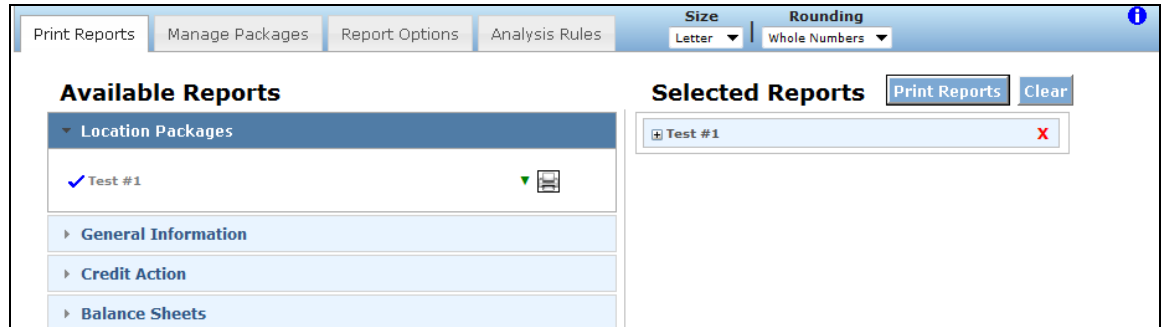 Print Reports Manage Packages Report Options Analysis Rules
Size Rounding
Letter Whole Numbers
Available Reports
Location Packages
Test #1
General Information
Credit Action
Balance Sheets
Selected Reports Print Reports Clear
Test #1 X